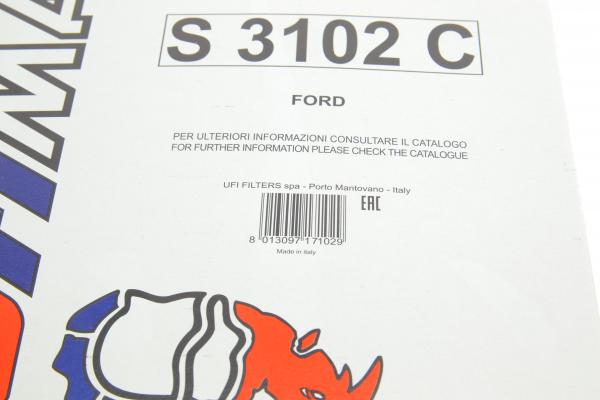 S 3102 C
FORD
PER ULTERIORI INFORMAZIONI CONSULTARE IL CATALOGO
FOR FURTHER INFORMATION PLEASE CHECK THE CATALOGUE
UFI FILTERS spa - Porto Mantovano - Italy
EAC
8 013097 171029
Made in Italy